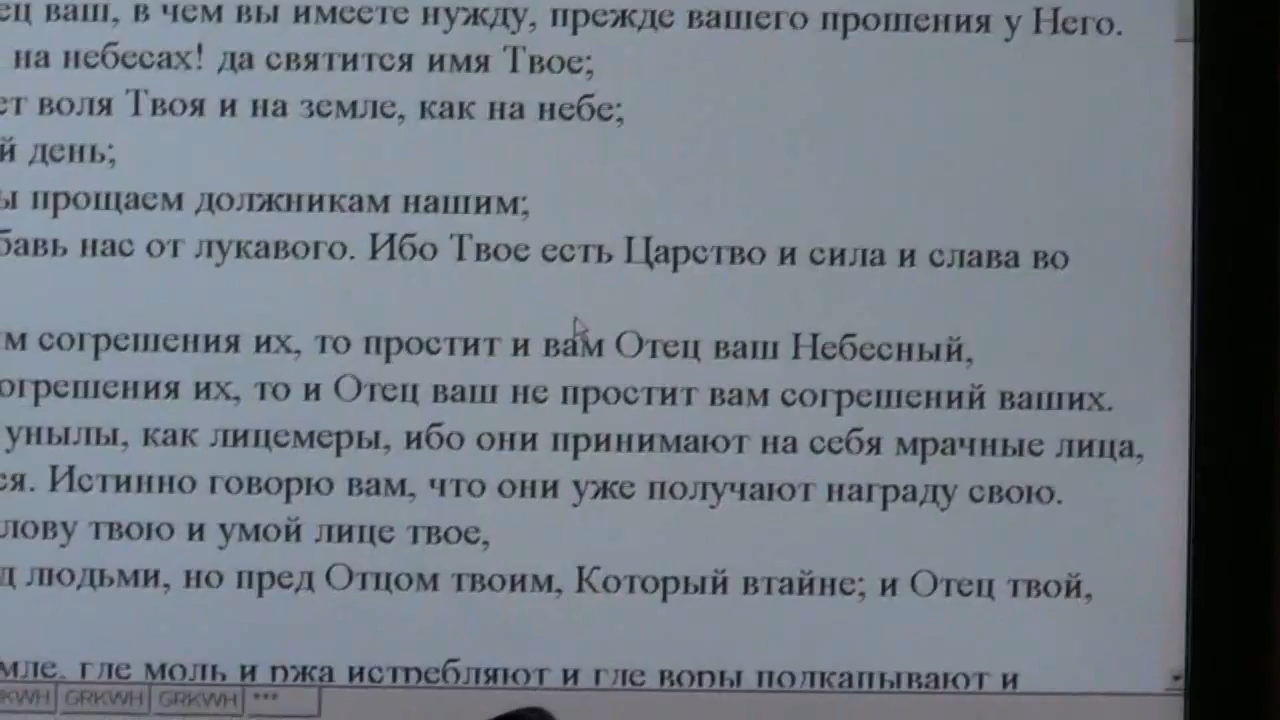 ец ваш, в чем вы имеете нужду, прежде вашего прошения у Него.
на небесах! да святится имя Твое;
ет воля Твоя и на земле, как на небе;
й день;
ы прощаем должникам нашим;
бавь нас от лукавого. Ибо Твое есть Царство и сила и слава во
м согрешения их, то простит и вам Отец ваш Небесный,
огрешения их, то и Отец ваш не простит вам согрешений ваших.
унылы, как лицемеры, ибо они принимают на себя мрачные лица,
ся. Истинно говорю вам, что они уже получают награду свою.
лову твою и умой лице твое,
д людьми, но пред Отцом твоим, Который втайне; и Отец твой,
мле, где моль и ржа истребляют и где воры подкапывают и
RKWH GRKWH GRKWH ***